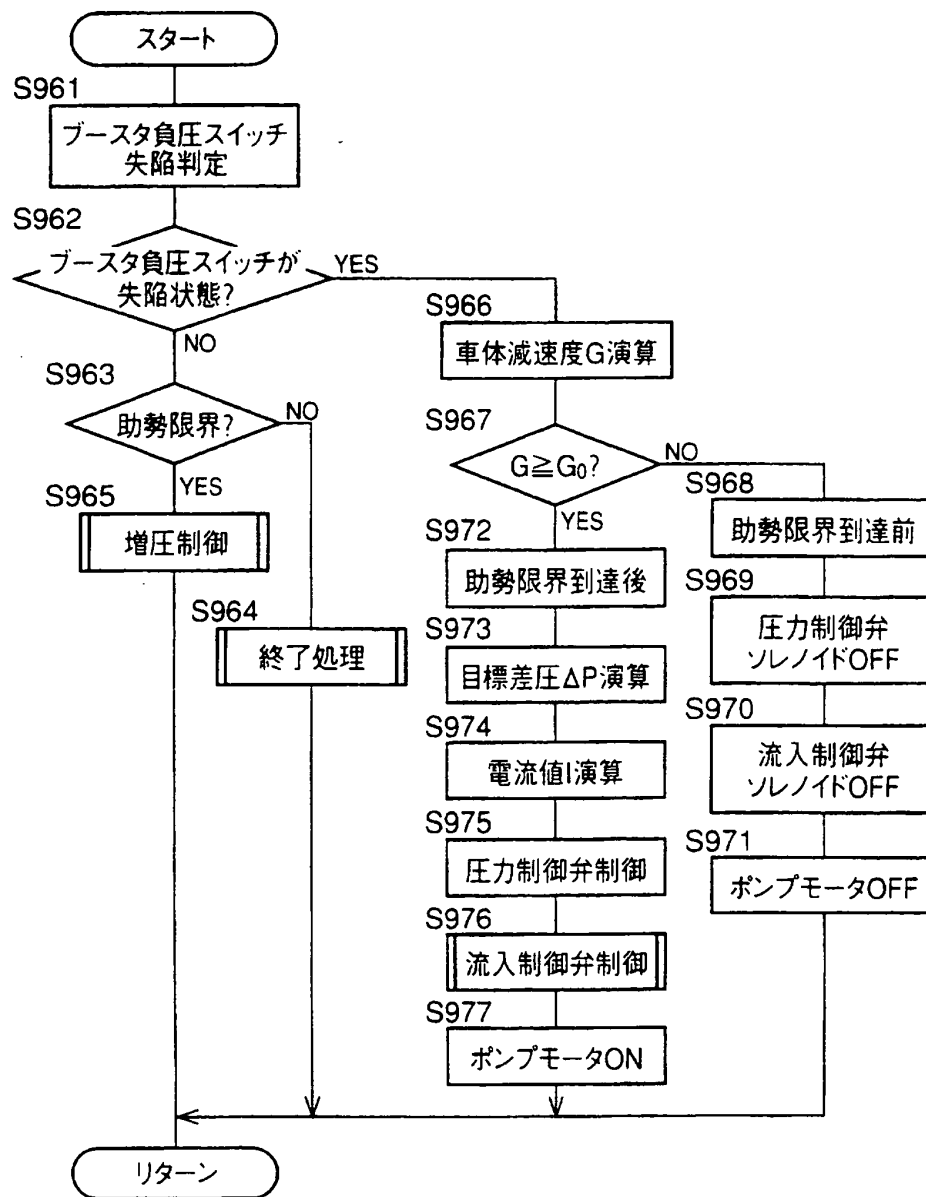 スタート
S961
ブースタ負圧スイッチ
失陥判定
S962
ブースタ負圧スイッチが
失陥状態?
YES
NO
S963
助勢限界?
NO
YES
S965
増圧制御
S964
終了処理
S966
車体減速度G演算
S967
G≧G₀?
NO
YES
S972
助勢限界到達後
S973
目標差圧ΔP演算
S974
電流値I演算
S975
圧力制御弁制御
S976
流入制御弁制御
S977
ポンプモータON
S968
助勢限界到達前
S969
圧力制御弁
ソレノイドOFF
S970
流入制御弁
ソレノイドOFF
S971
ポンプモータOFF
リターン